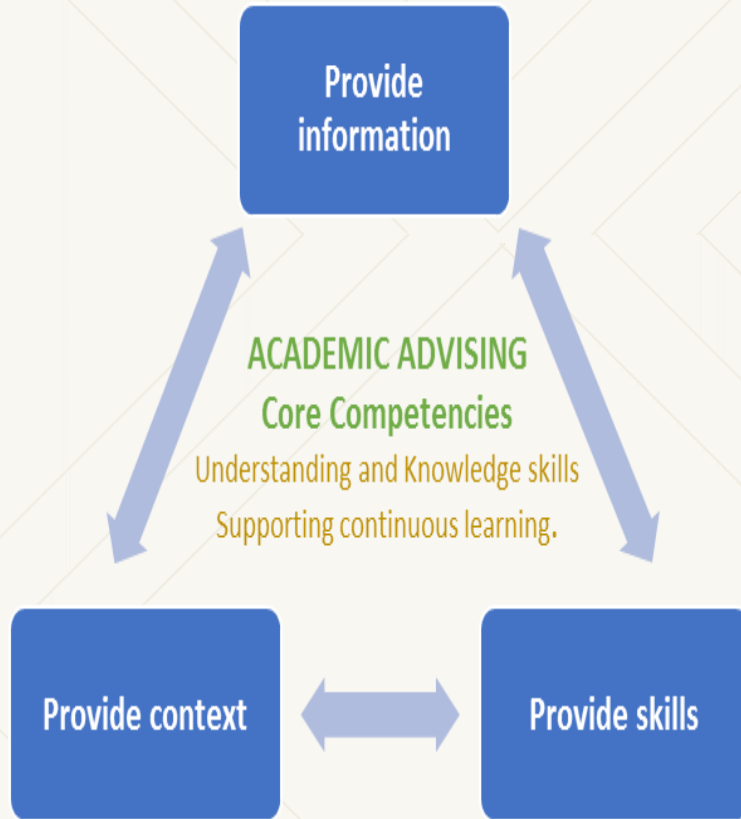 Provide
information
ACADEMIC ADVISING
Core Competencies
Understanding and Knowledge skills
Supporting continuous learning.
Provide context
Provide skills